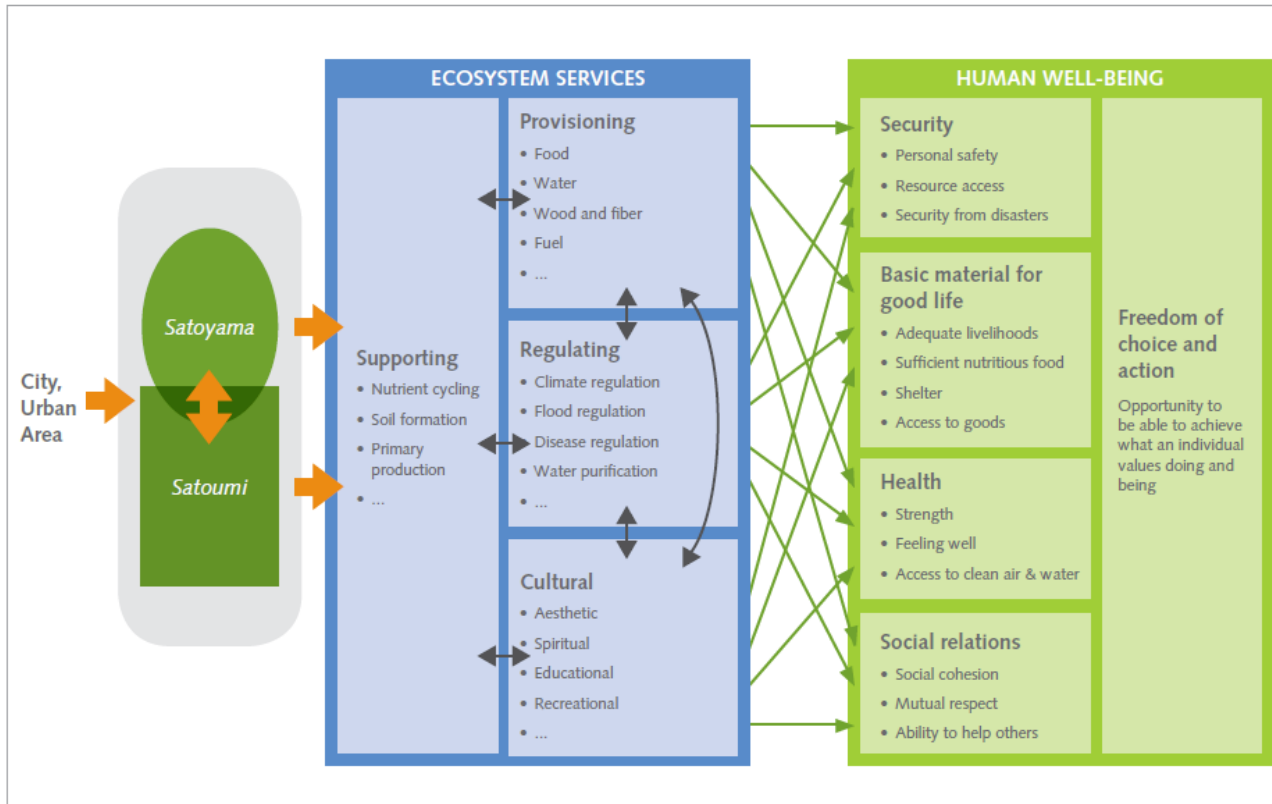 City,
Urban
Area
Satoyama
Satoumi
ECOSYSTEM SERVICES
Supporting
• Nutrient cycling
• Soil formation
• Primary
production
• ...
Provisioning
• Food
• Water
• Wood and fiber
• Fuel
• ...
Regulating
• Climate regulation
• Flood regulation
• Disease regulation
• Water purification
• ...
Cultural
• Aesthetic
• Spiritual
• Educational
• Recreational
• ...
HUMAN WELL-BEING
Security
• Personal safety
• Resource access
• Security from disasters
Basic material for
good life
• Adequate livelihoods
• Sufficient nutritious food
• Shelter
• Access to goods
Health
• Strength
• Feeling well
• Access to clean air & water
Social relations
• Social cohesion
• Mutual respect
• Ability to help others
Freedom of
choice and
action
Opportunity to
be able to achieve
what an individual
values doing and
being